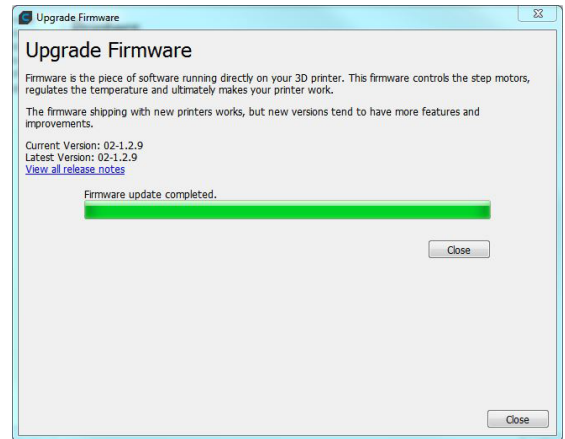 Upgrade Firmware
Upgrade Firmware
Firmware is the piece of software running directly on your 3D printer. This firmware controls the step motors,
regulates the temperature and ultimately makes your printer work.
The firmware shipping with new printers works, but new versions tend to have more features and
improvements.
Current Version: 02-1.2.9
Latest Version: 02-1.2.9
View all release notes
Firmware update completed.
Close
Close